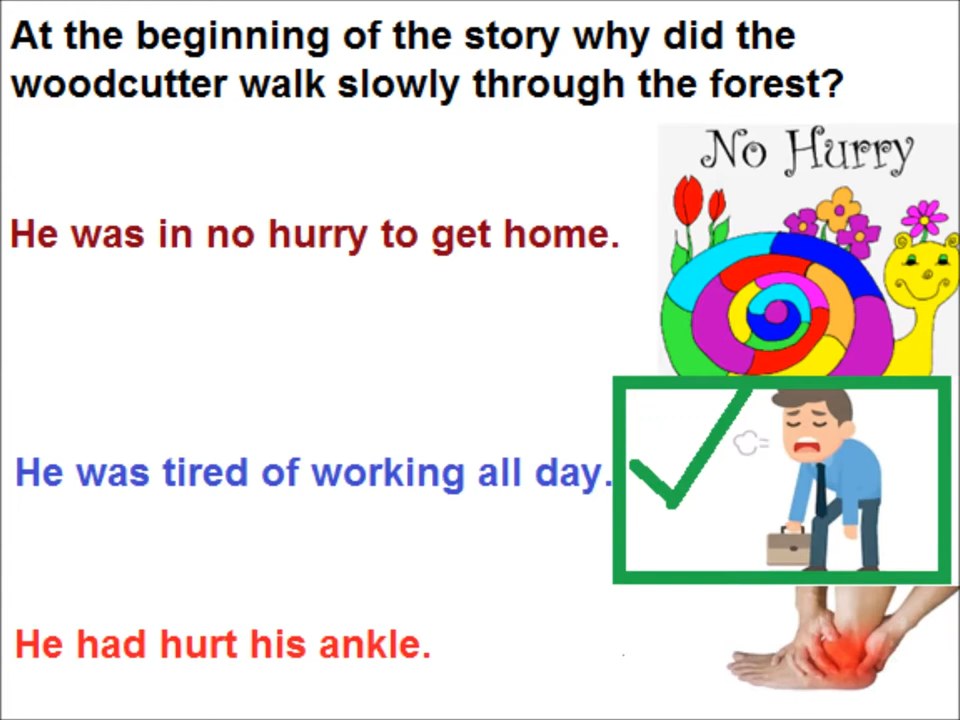 At the beginning of the story why did the
woodcutter walk slowly through the forest?
No Hurry
He was in no hurry to get home.
He was tired of working all day.
He had hurt his ankle.